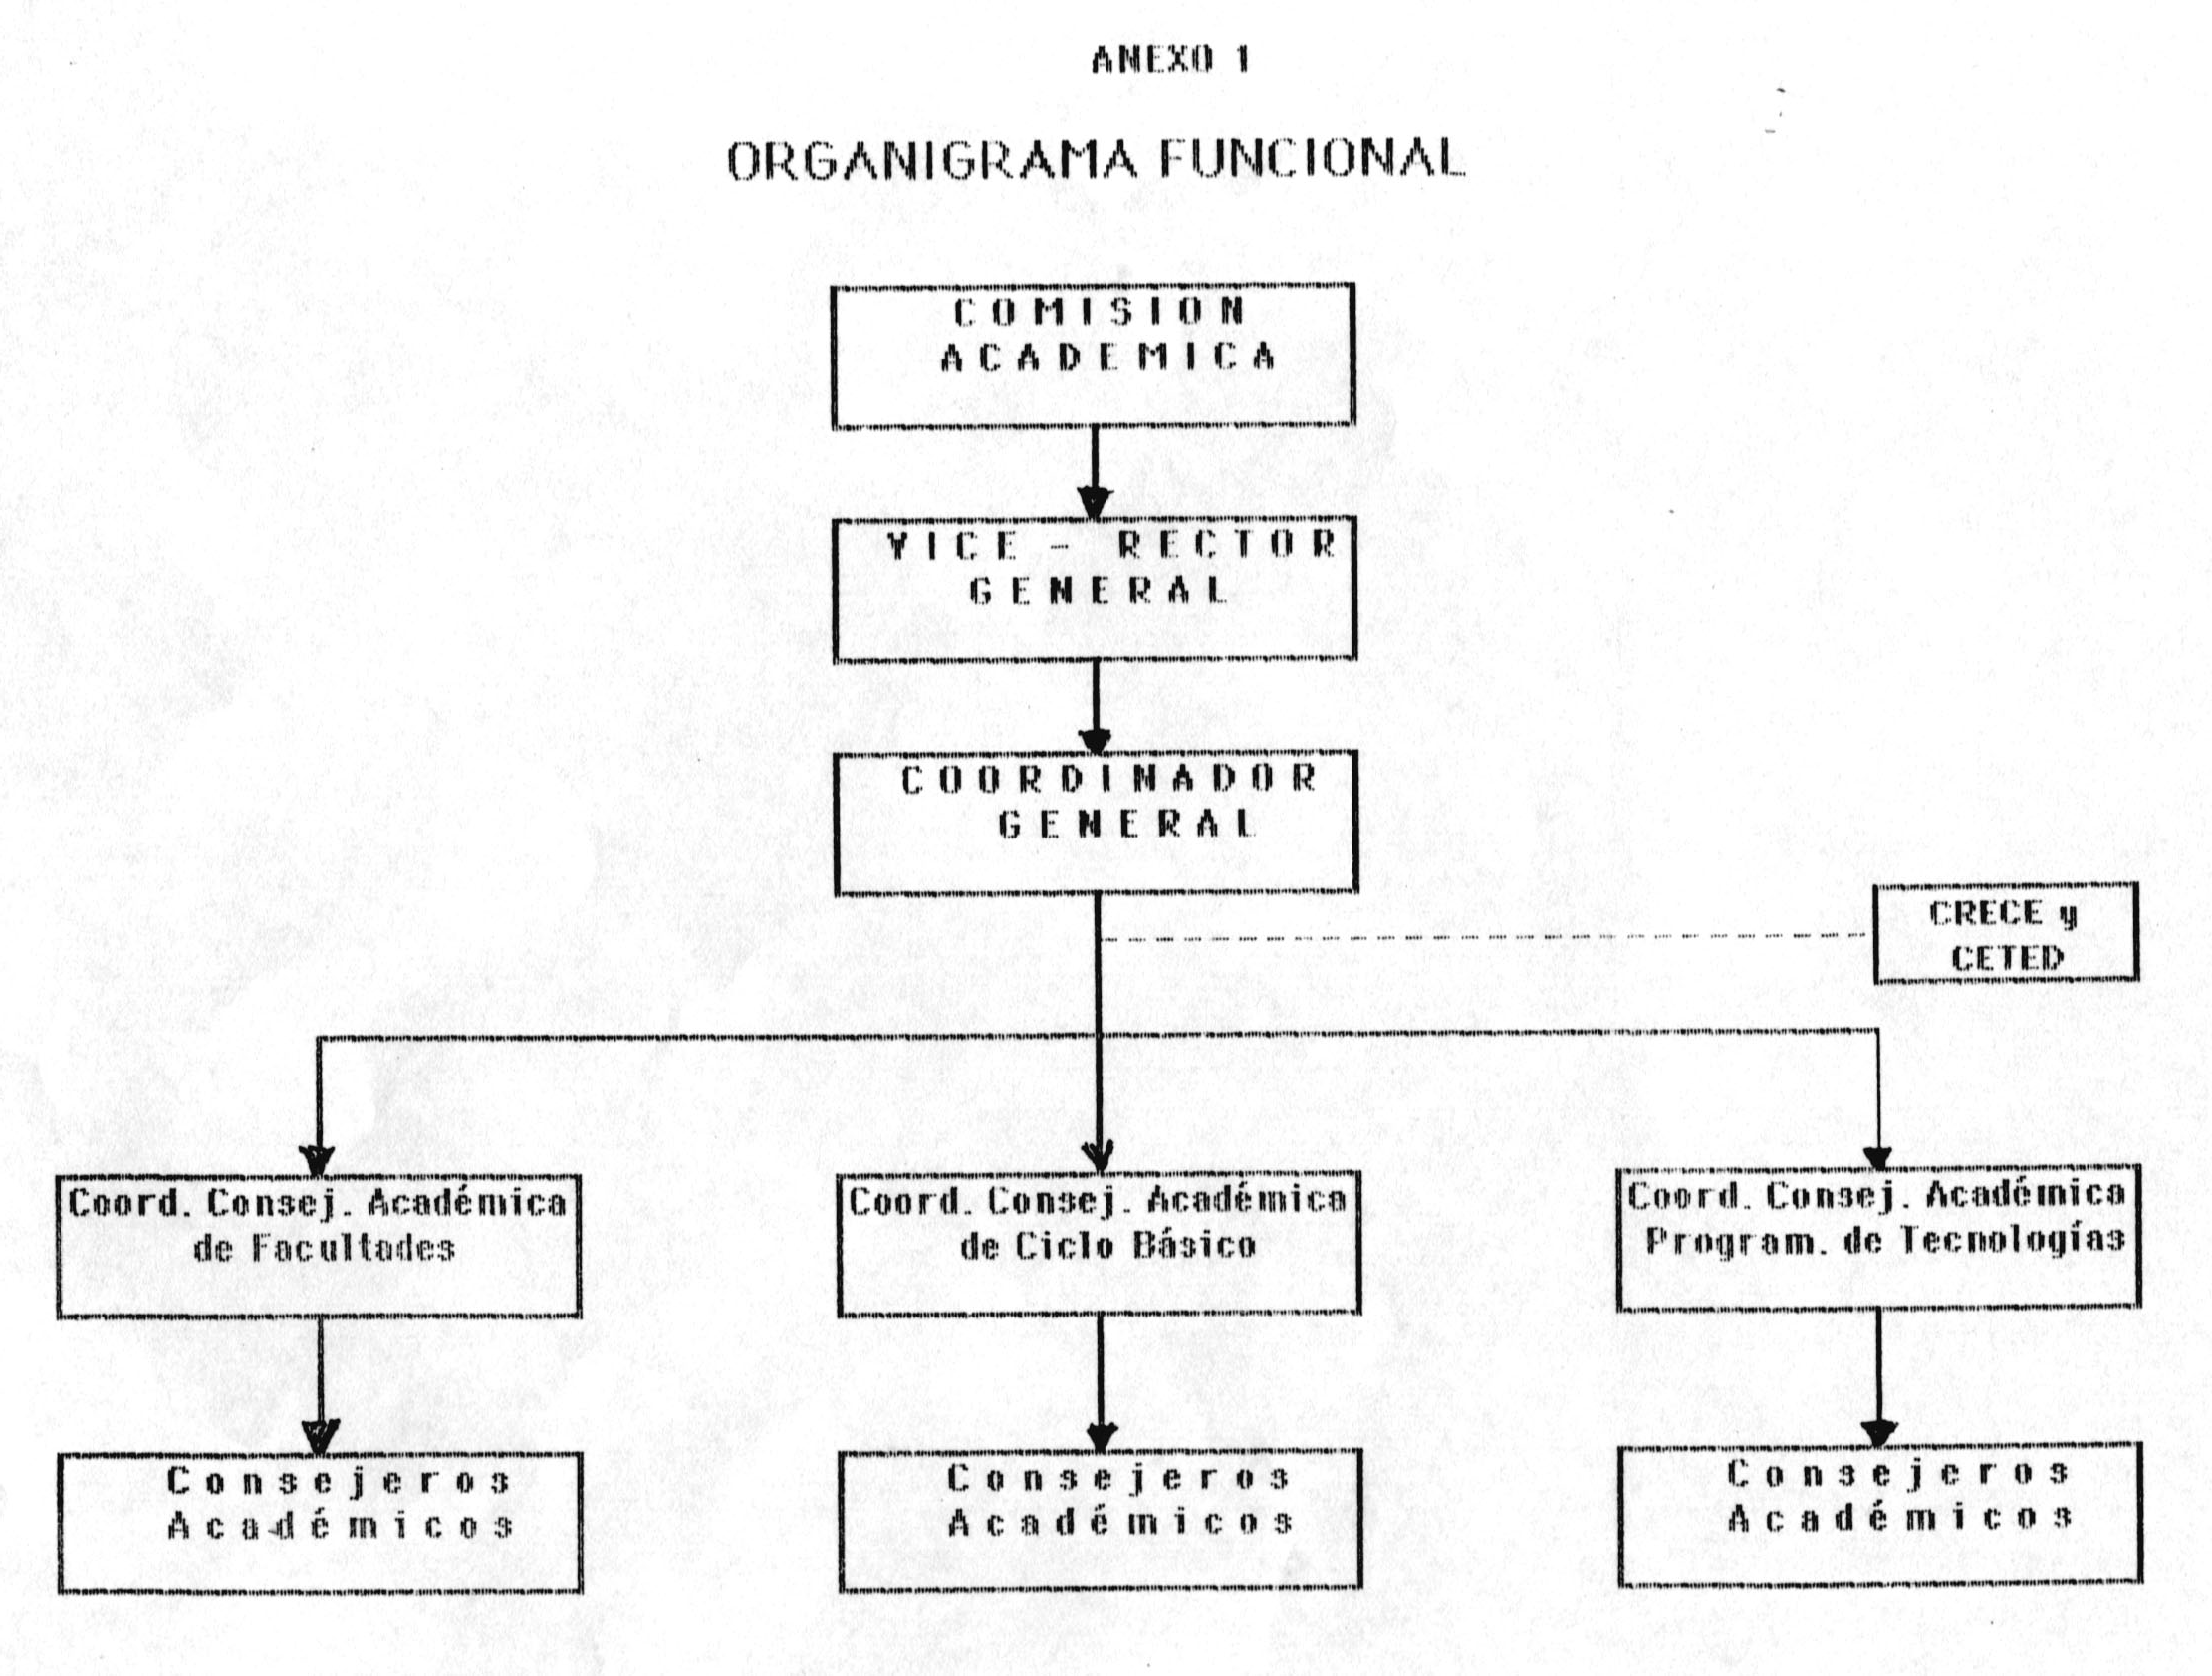 ANEXO 1
ORGANIGRAMA FUNCIONAL
COMISION
ACADEMICA
VICE - RECTOR
GENERAL
COORDINADOR
GENERAL
CRECE y
CETED
Coord. Consej. Académica
de Facultades
Coord. Consej. Académica
de Ciclo Básico
Coord. Consej. Académica
Program. de Tecnologías
Consejeros
Académicos
Consejeros
Académicos
Consejeros
Académicos